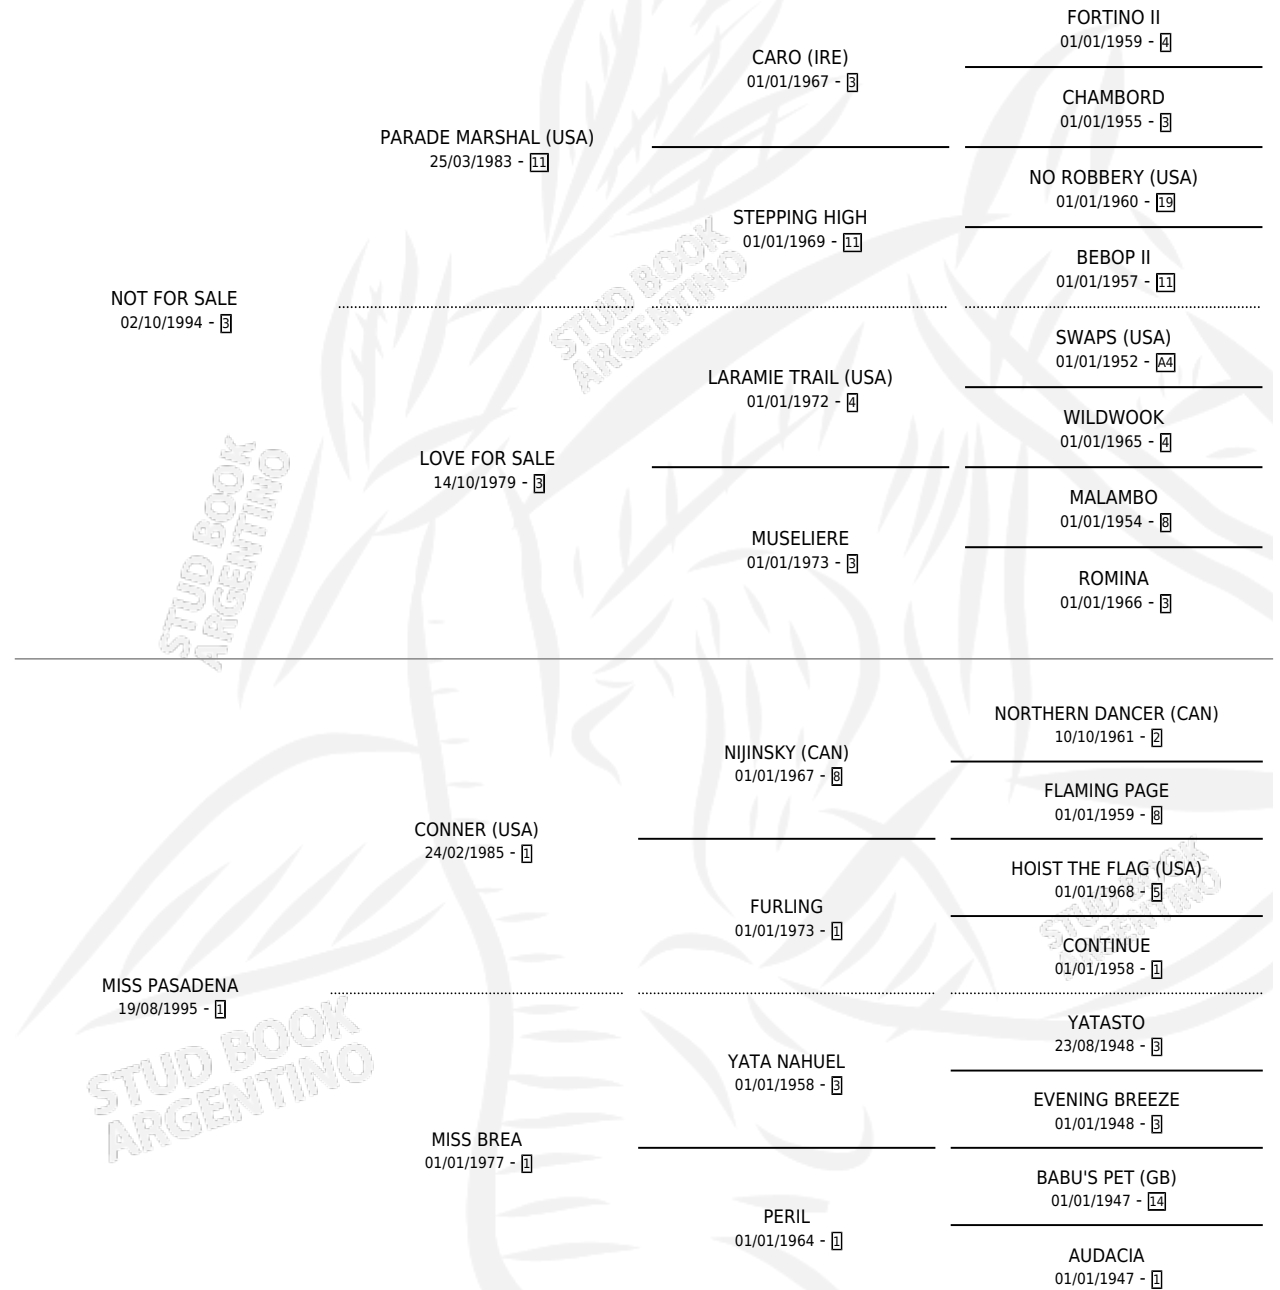 FORTINO II
01/01/1959 - 4
CARO (IRE)
01/01/1967 - 3
CHAMBORD
01/01/1955 - 3
PARADE MARSHAL (USA)
25/03/1983 - 11
NO ROBBERY (USA)
01/01/1960 - 19
STEPPING HIGH
01/01/1969 - 11
BEBOP II
01/01/1957 - 11
NOT FOR SALE
02/10/1994 - 3
STUD BOOK
ARGENTINO
SWAPS (USA)
01/01/1952 - A4
LARAMIE TRAIL (USA)
01/01/1972 - 4
WILDWOOK
01/01/1965 - 4
LOVE FOR SALE
14/10/1979 - 3
MALAMBO
01/01/1954 - 8
MUSELIERE
01/01/1973 - 3
ROMINA
01/01/1966 - 3
STUD BOOK
ARGENTINO
NORTHERN DANCER (CAN)
10/10/1961 - 2
NIJINSKY (CAN)
01/01/1967 - 8
FLAMING PAGE
01/01/1959 - 8
CONNER (USA)
24/02/1985 - 1
HOIST THE FLAG (USA)
01/01/1968 - 5
FURLING
01/01/1973 - 1
STUD BOOK
ARGENTINO
CONTINUE
01/01/1958 - 1
MISS PASADENA
19/08/1995 - 1
STUD BOOK
ARGENTINO
YATASTO
23/08/1948 - 3
YATA NAHUEL
01/01/1958 - 3
EVENING BREEZE
01/01/1948 - 3
MISS BREA
01/01/1977 - 1
BABU'S PET (GB)
01/01/1947 - 14
PERIL
01/01/1964 - 1
AUDACIA
01/01/1947 - 1